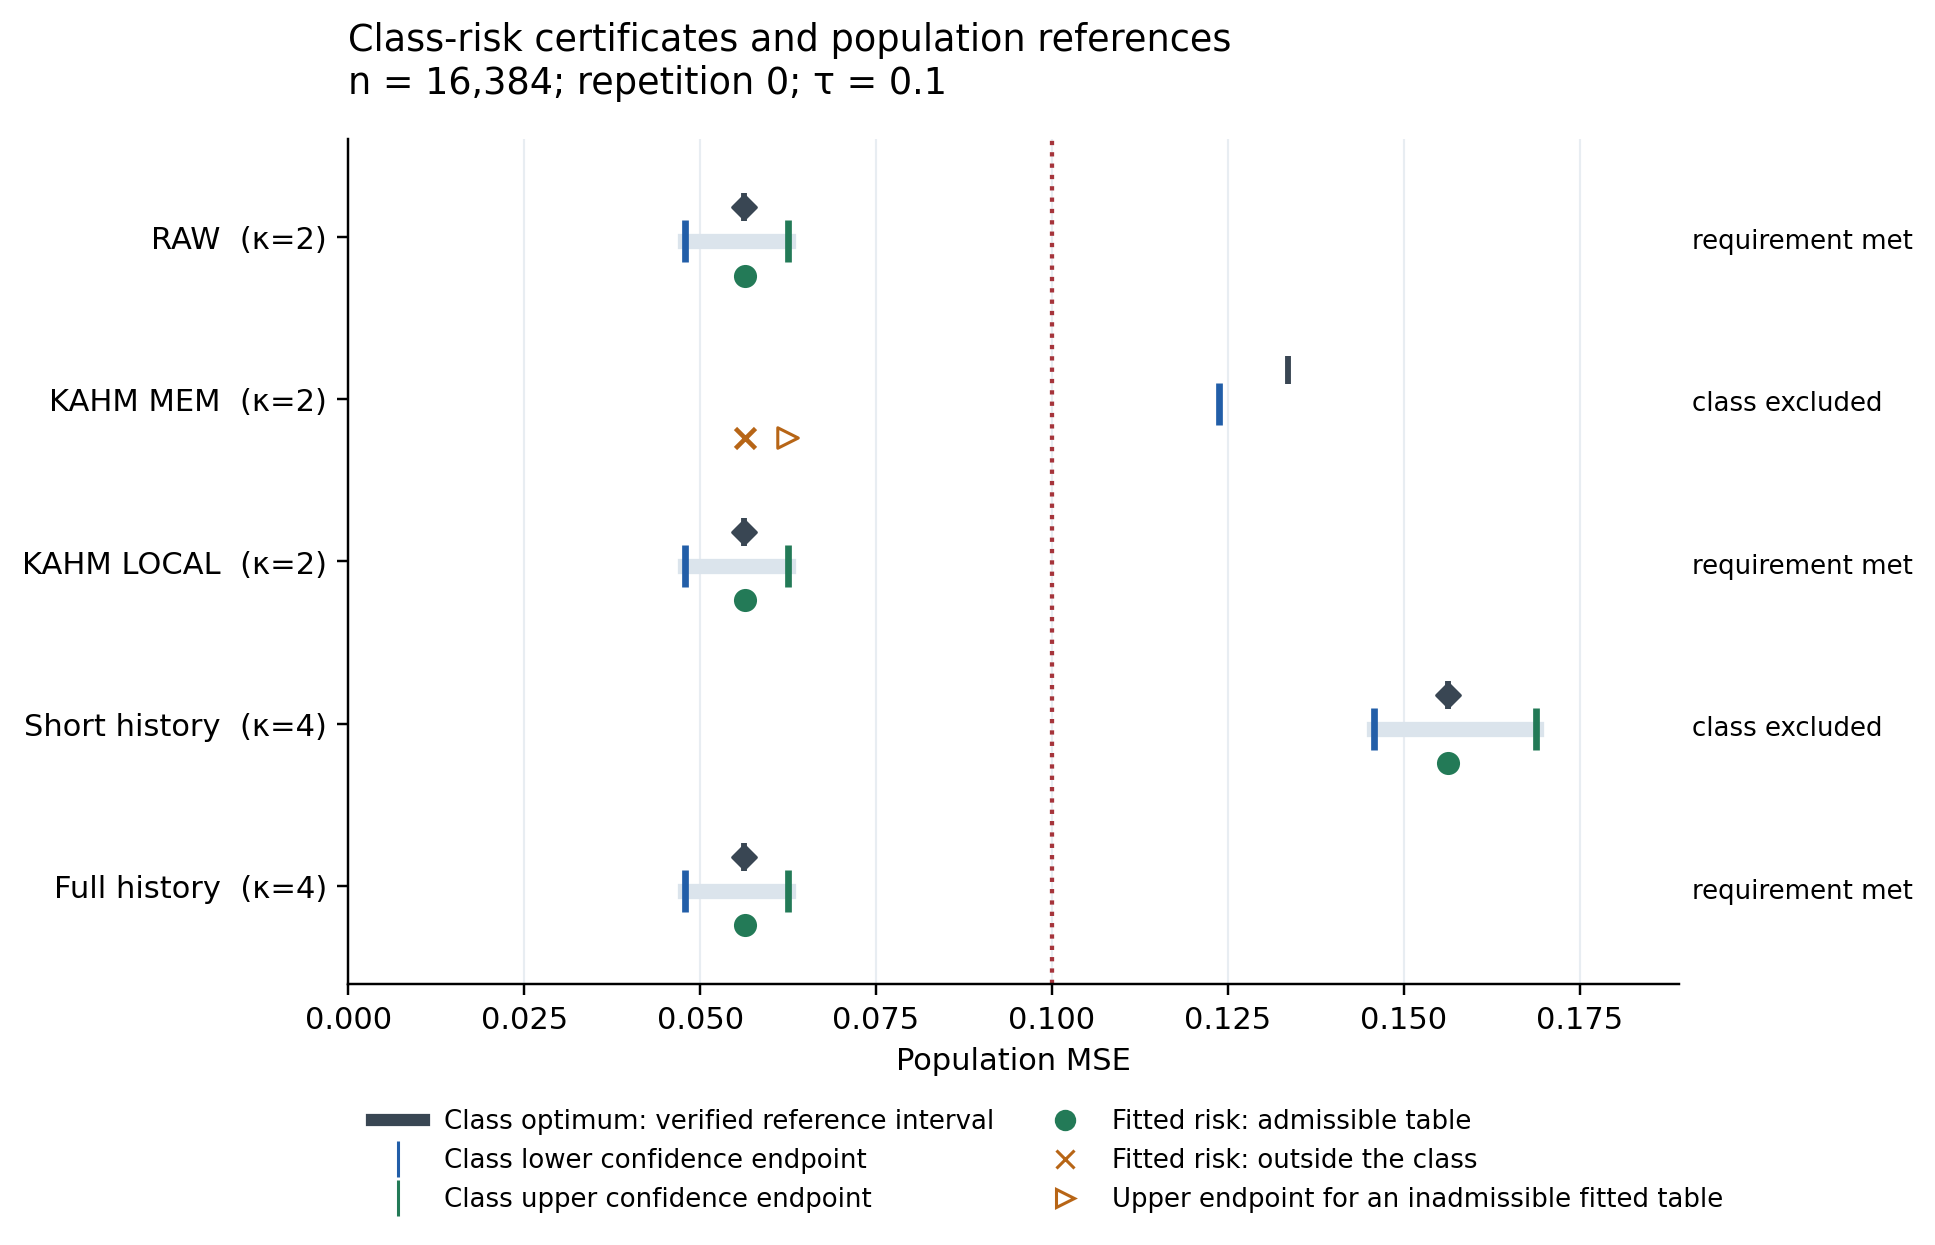 Class-risk certificates and population references
n = 16,384; repetition 0; τ = 0.1
RAW (κ=2)
requirement met
KAHM MEM (κ=2)
class excluded
KAHM LOCAL (κ=2)
requirement met
Short history (κ=4)
class excluded
Full history (κ=4)
requirement met
0.000 0.025 0.050 0.075 0.100 0.125 0.150 0.175
Population MSE
Class optimum: verified reference interval
Class lower confidence endpoint
Class upper confidence endpoint
Fitted risk: admissible table
Fitted risk: outside the class
Upper endpoint for an inadmissible fitted table